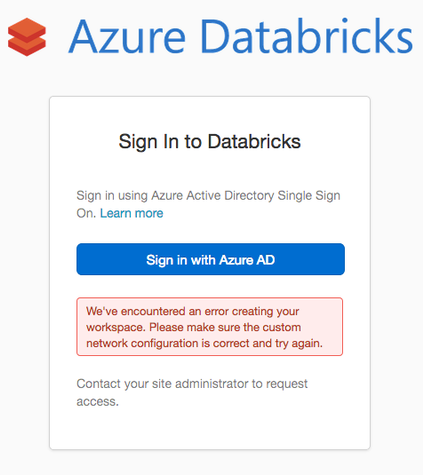 Azure Databricks
Sign In to Databricks
Sign in using Azure Active Directory Single Sign
On. Learn more
Sign in with Azure AD
We've encountered an error creating your
workspace. Please make sure the custom
network configuration is correct and try again.
Contact your site administrator to request
access.